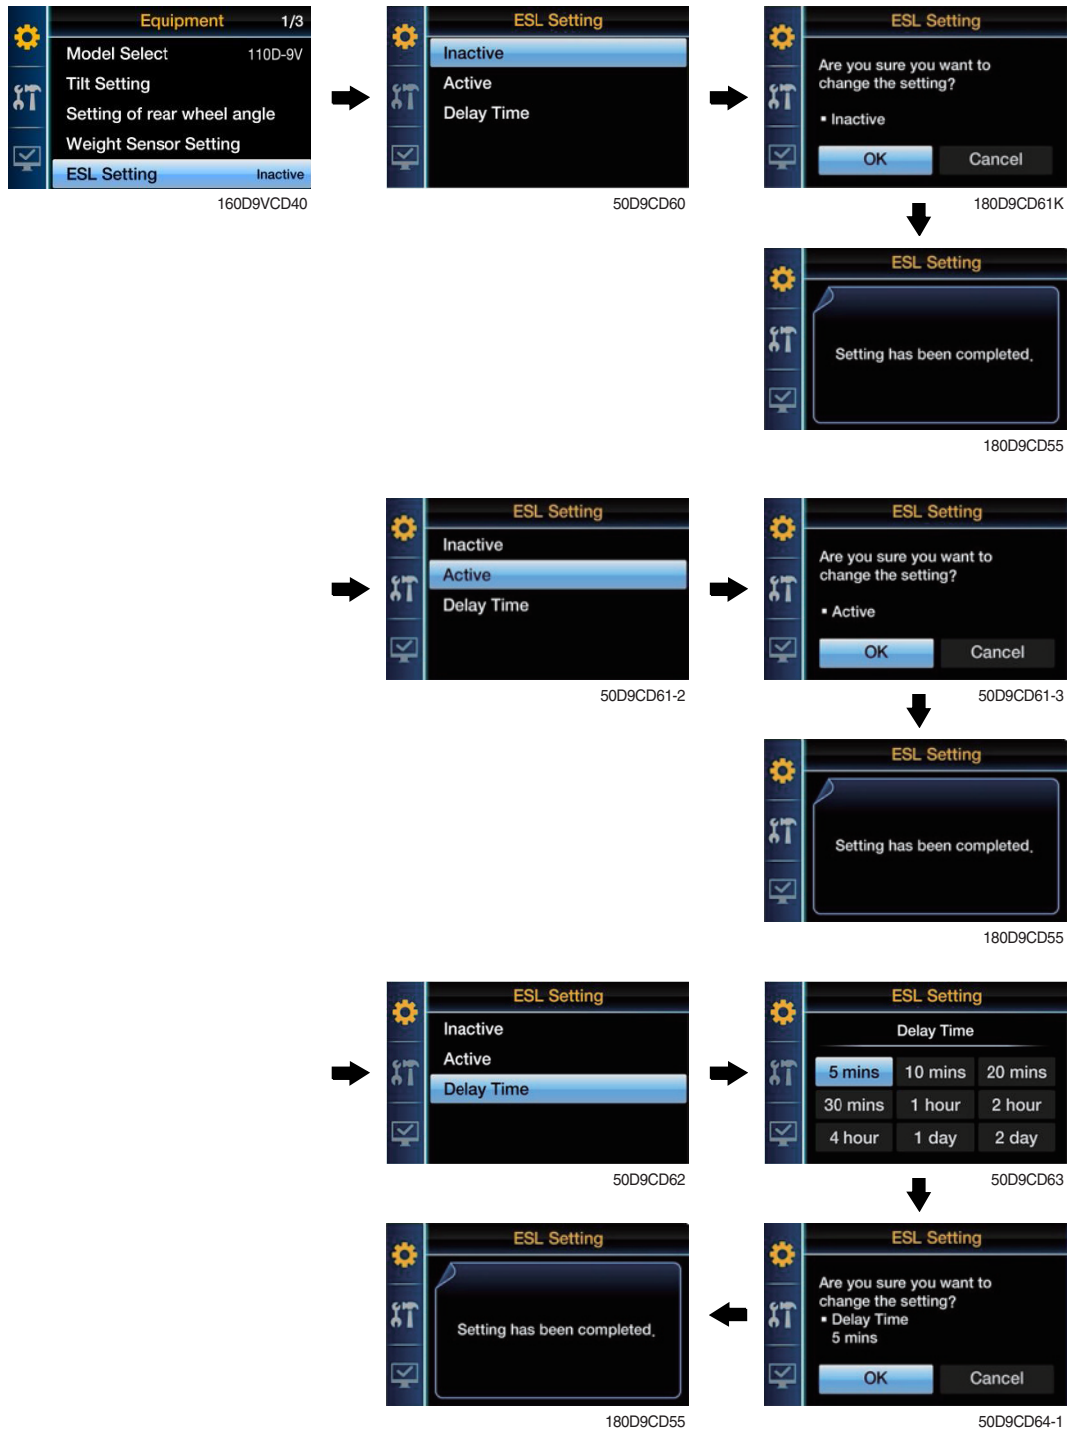 Equipment 1/3
Model Select 110D-9V
Tilt Setting
Setting of rear wheel angle
Weight Sensor Setting
ESL Setting Inactive
160D9VCD40
ESL Setting
Inactive
Active
Delay Time
50D9CD60
ESL Setting
Are you sure you want to
change the setting?
▪ Inactive
OK Cancel
180D9CD61K
ESL Setting
Setting has been completed.
180D9CD55
ESL Setting
Inactive
Active
Delay Time
50D9CD61-2
ESL Setting
Are you sure you want to
change the setting?
▪ Active
OK Cancel
50D9CD61-3
ESL Setting
Setting has been completed.
180D9CD55
ESL Setting
Inactive
Active
Delay Time
50D9CD62
ESL Setting
Delay Time
5 mins 10 mins 20 mins
30 mins 1 hour 2 hour
4 hour 1 day 2 day
50D9CD63
ESL Setting
Are you sure you want to
change the setting?
▪ Delay Time
5 mins
OK Cancel
50D9CD64-1
ESL Setting
Setting has been completed.
180D9CD55